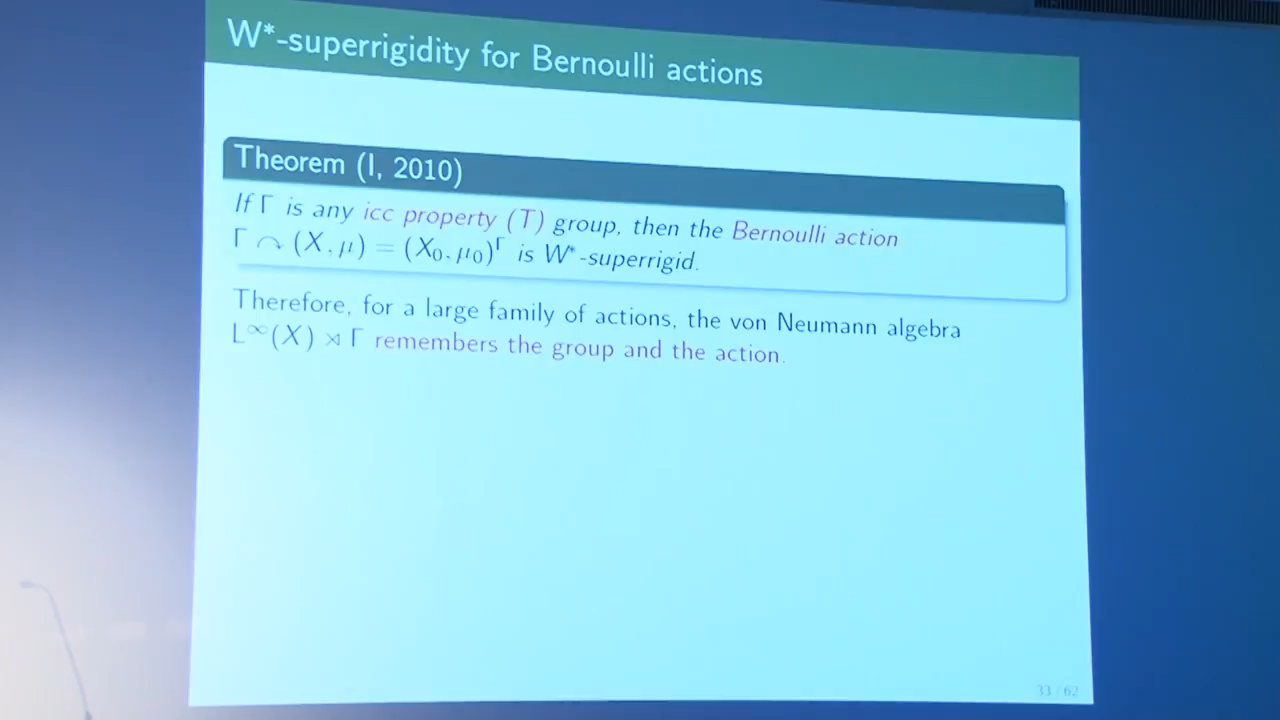 W*-superrigidity for Bernoulli actions
Theorem (I, 2010)
If Γ is any icc property (T) group, then the Bernoulli action
Γ ↷ (X, μ) = (X₀, μ₀)^Γ is W*-superrigid.
Therefore, for a large family of actions, the von Neumann algebra
L^∞(X) ⋊ Γ remembers the group and the action.
33 / 62